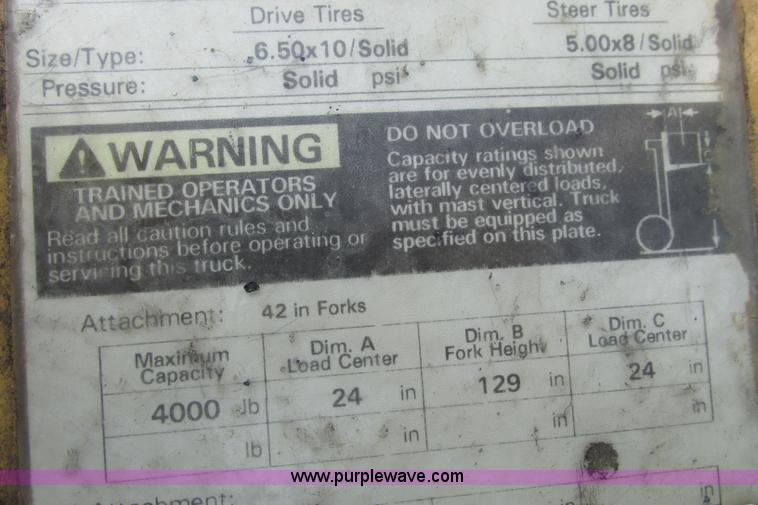 Drive Tires Steer Tires
Size/Type: 6.50x10/Solid 5.00x8/Solid
Pressure: Solid psi Solid psi
WARNING
TRAINED OPERATORS
AND MECHANICS ONLY
Read all caution rules and
instructions before operating or
servicing this truck.
DO NOT OVERLOAD
Capacity ratings shown
are for evenly distributed,
laterally centered loads,
with mast vertical. Truck
must be equipped as
specified on this plate.
A
C
Attachment: 42 in Forks
Maximum Capacity Dim. A Load Center Dim. B Fork Height Dim. C Load Center
4000 lb 24 in 129 in 24 in
lb in in in
www.purplewave.com
Attachment:
in